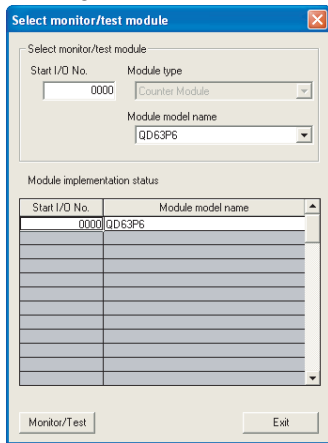 Select monitor/test module
Select monitor/test module
Start I/O No. Module type
0000 Counter Module
Module model name
QD63P6
Module implementation status
Start I/O No. Module model name
0000 QD63P6
Monitor/Test Exit